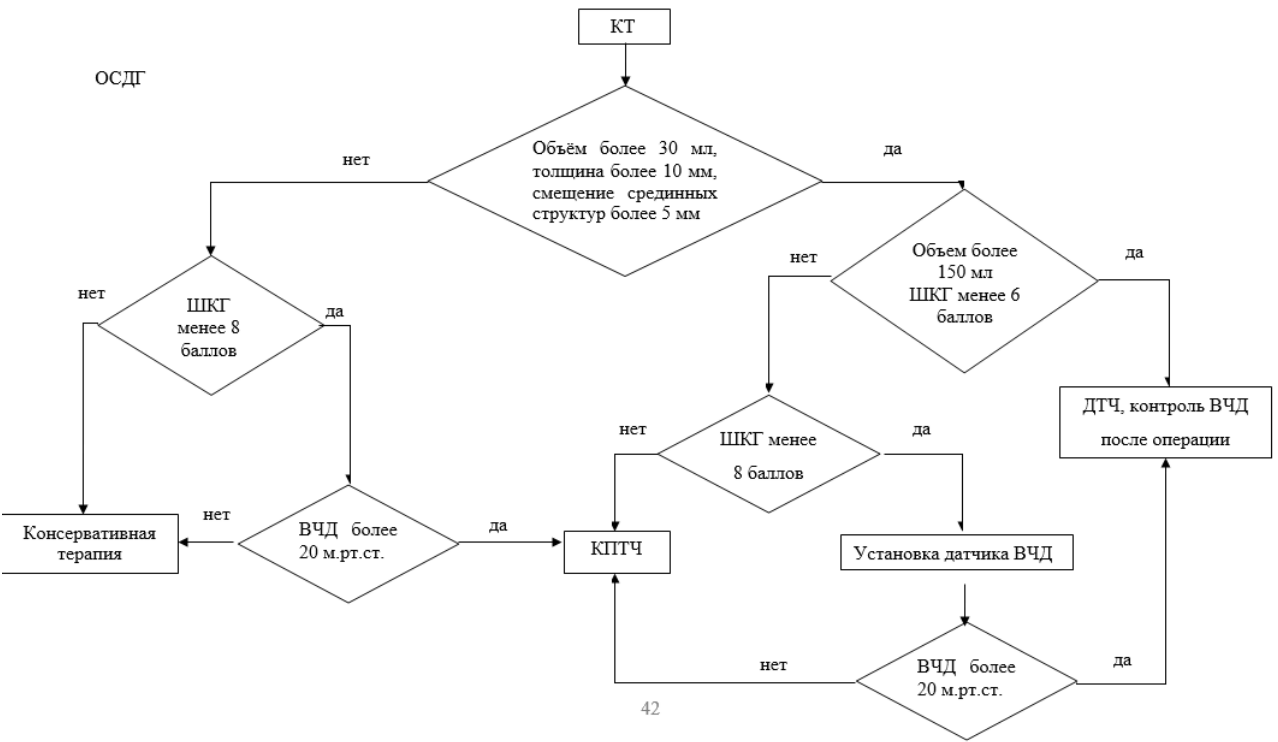 КТ
ОСДГ
Объём более 30 мл,
толщина более 10 мм,
смещение срединных
структур более 5 мм
нет
да
Объем более
150 мл
ШКГ менее 6
баллов
нет
да
ШКГ
менее 8
баллов
нет
да
ДТЧ, контроль ВЧД
после операции
ШКГ менее
8 баллов
нет
да
Консервативная
терапия
нет
ВЧД более
20 м.рт.ст.
да
КПТЧ
Установка датчика ВЧД
нет
ВЧД более
20 м.рт.ст.
да
42